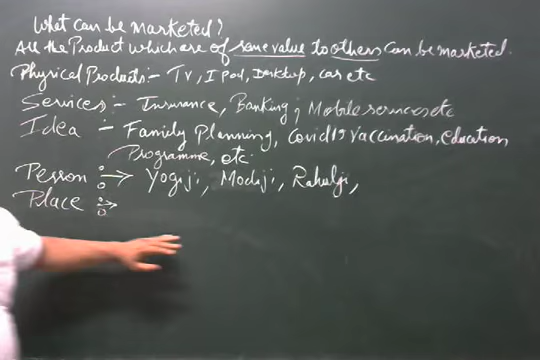 What can be marketed?
All the Product which are of some value to others can be marketed.
Physical Products:- TV, I Pod, Desktop, car etc
Services:- Insurance, Banking, Mobile services etc
Idea :- Family Planning, Covid 19 Vaccination, education
Programme, etc.
Person :→ Yogiji, Modiji, Rahulji,
Place :→